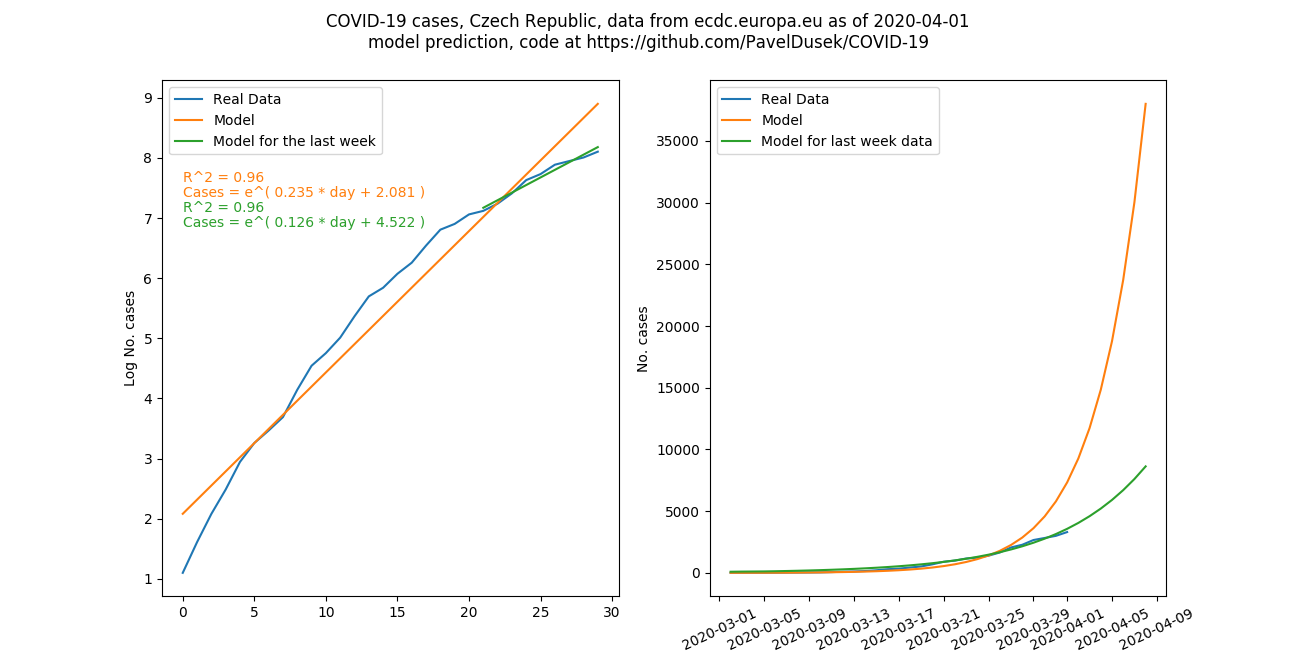 COVID-19 cases, Czech Republic, data from ecdc.europa.eu as of 2020-04-01
model prediction, code at https://github.com/PavelDusek/COVID-19
Real Data
Model
Model for the last week
R^2 = 0.96
Cases = e^( 0.235 * day + 2.081 )
R^2 = 0.96
Cases = e^( 0.126 * day + 4.522 )
Log No. cases
9
8
7
6
5
4
3
2
1
0
5
10
15
20
25
30
Real Data
Model
Model for last week data
No. cases
35000
30000
25000
20000
15000
10000
5000
0
2020-03-01
2020-03-05
2020-03-09
2020-03-13
2020-03-17
2020-03-21
2020-03-25
2020-03-29
2020-04-01
2020-04-05
2020-04-09